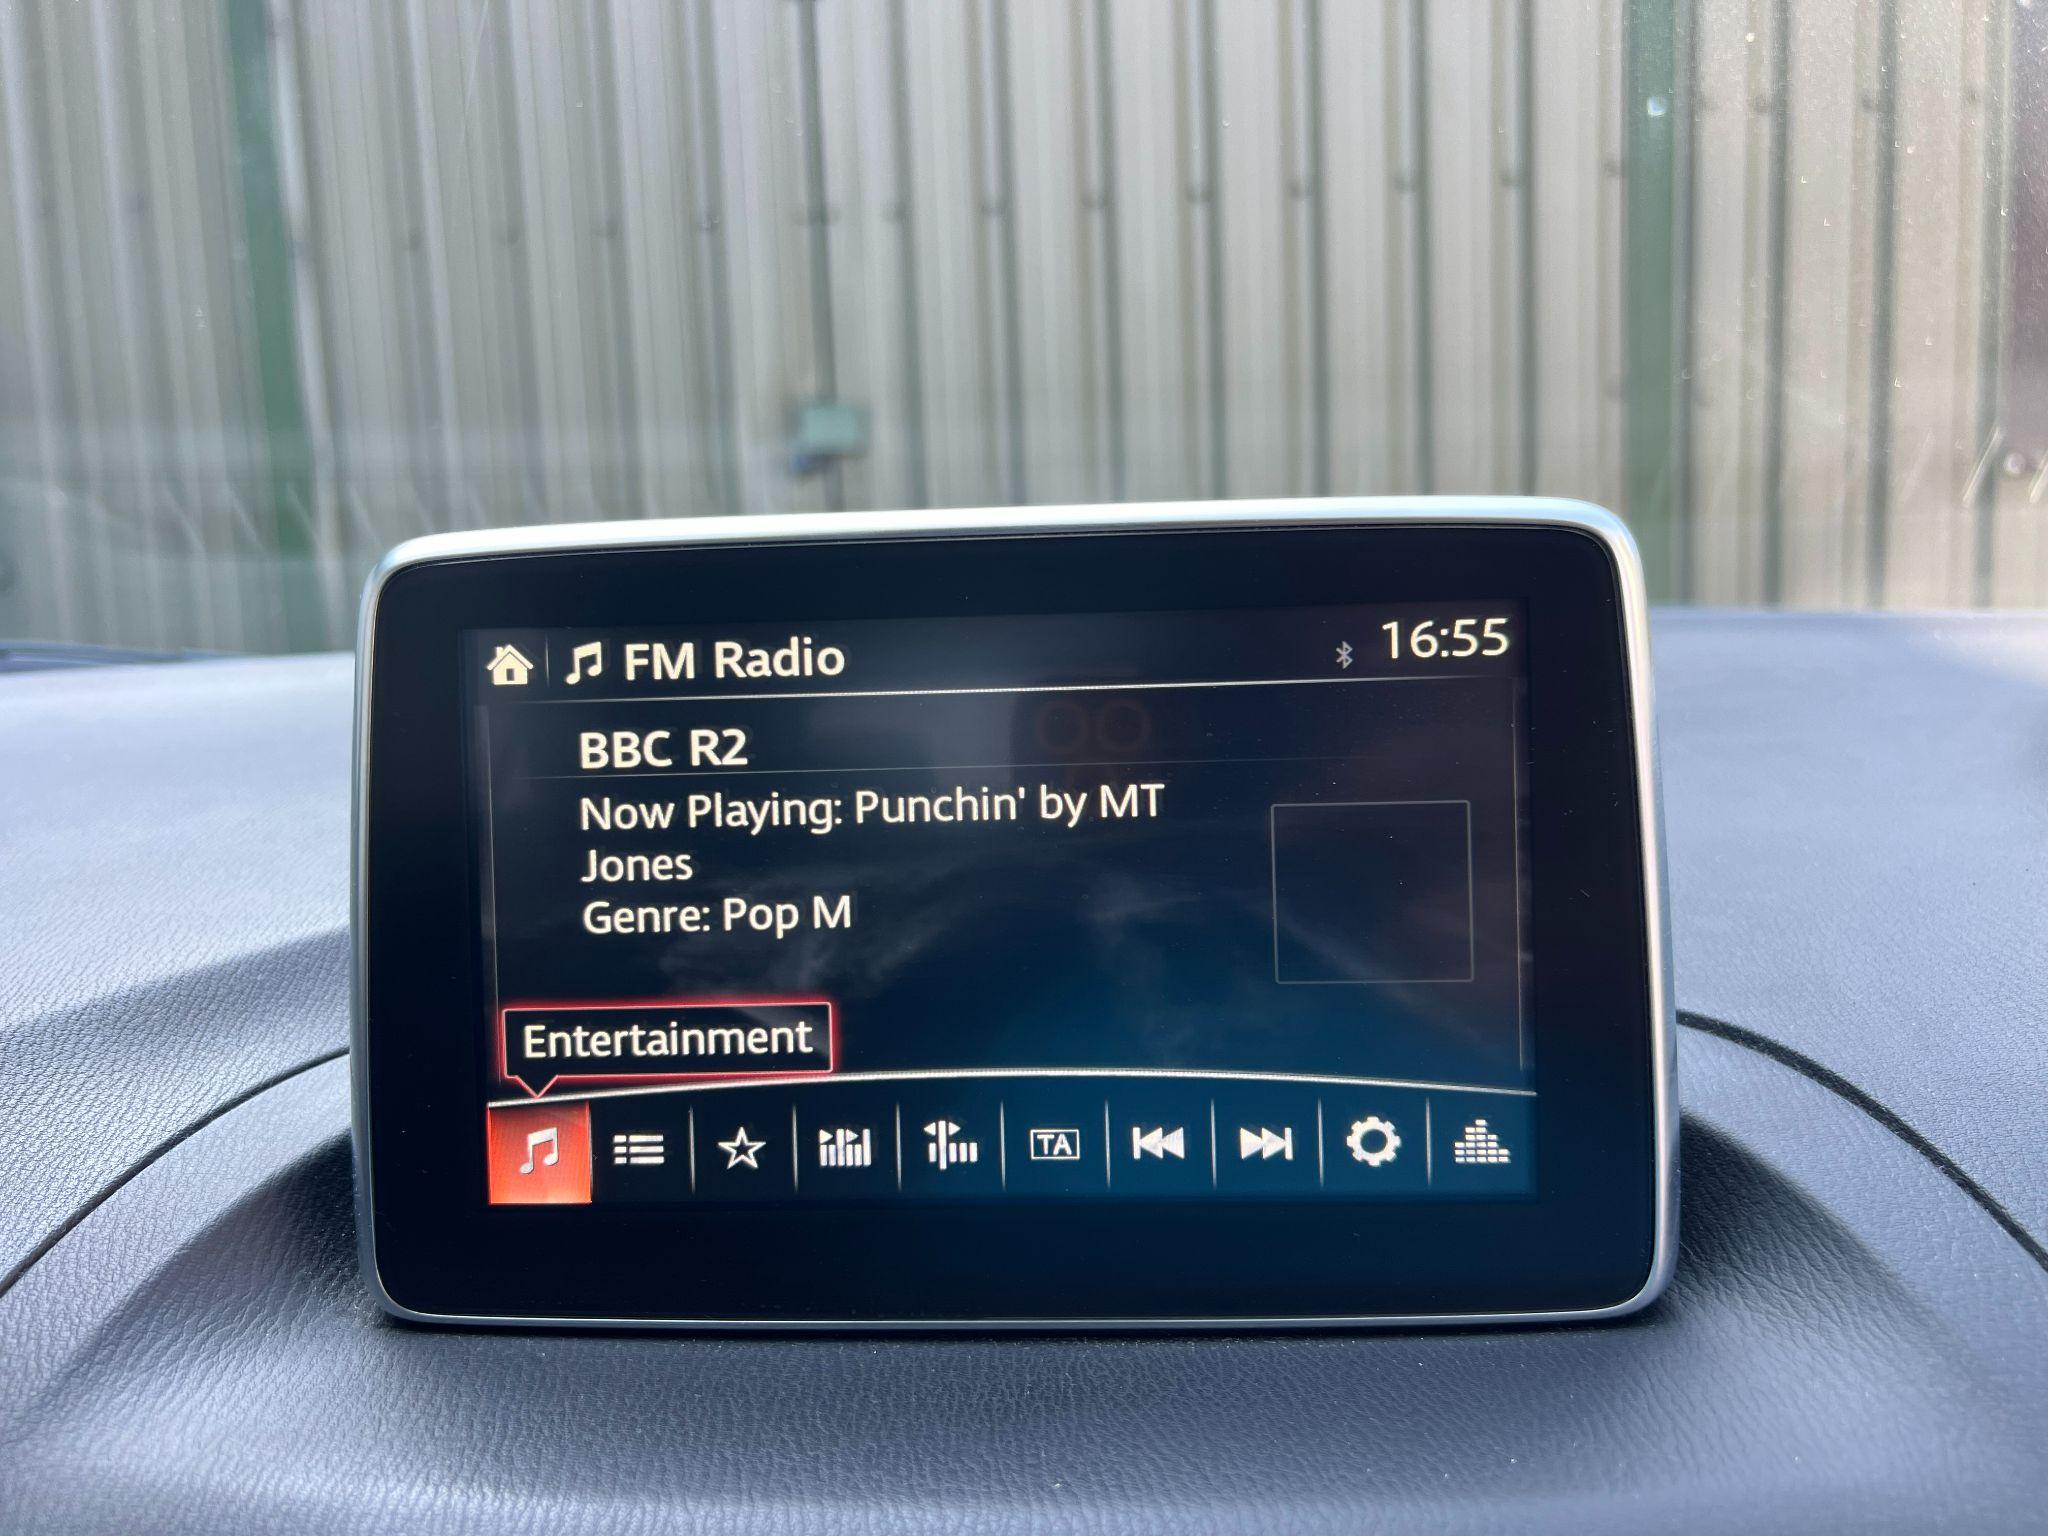 FM Radio
16:55
BBC R2
Now Playing: Punchin' by MT
Jones
Genre: Pop M
Entertainment
TA